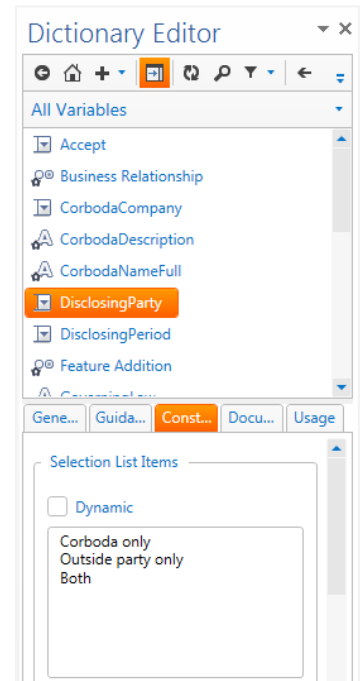 Dictionary Editor
All Variables
Accept
Business Relationship
CorbodaCompany
CorbodaDescription
CorbodaNameFull
DisclosingParty
DisclosingPeriod
Feature Addition
Gene... Guida... Const... Docu... Usage
Selection List Items
Dynamic
Corboda only
Outside party only
Both